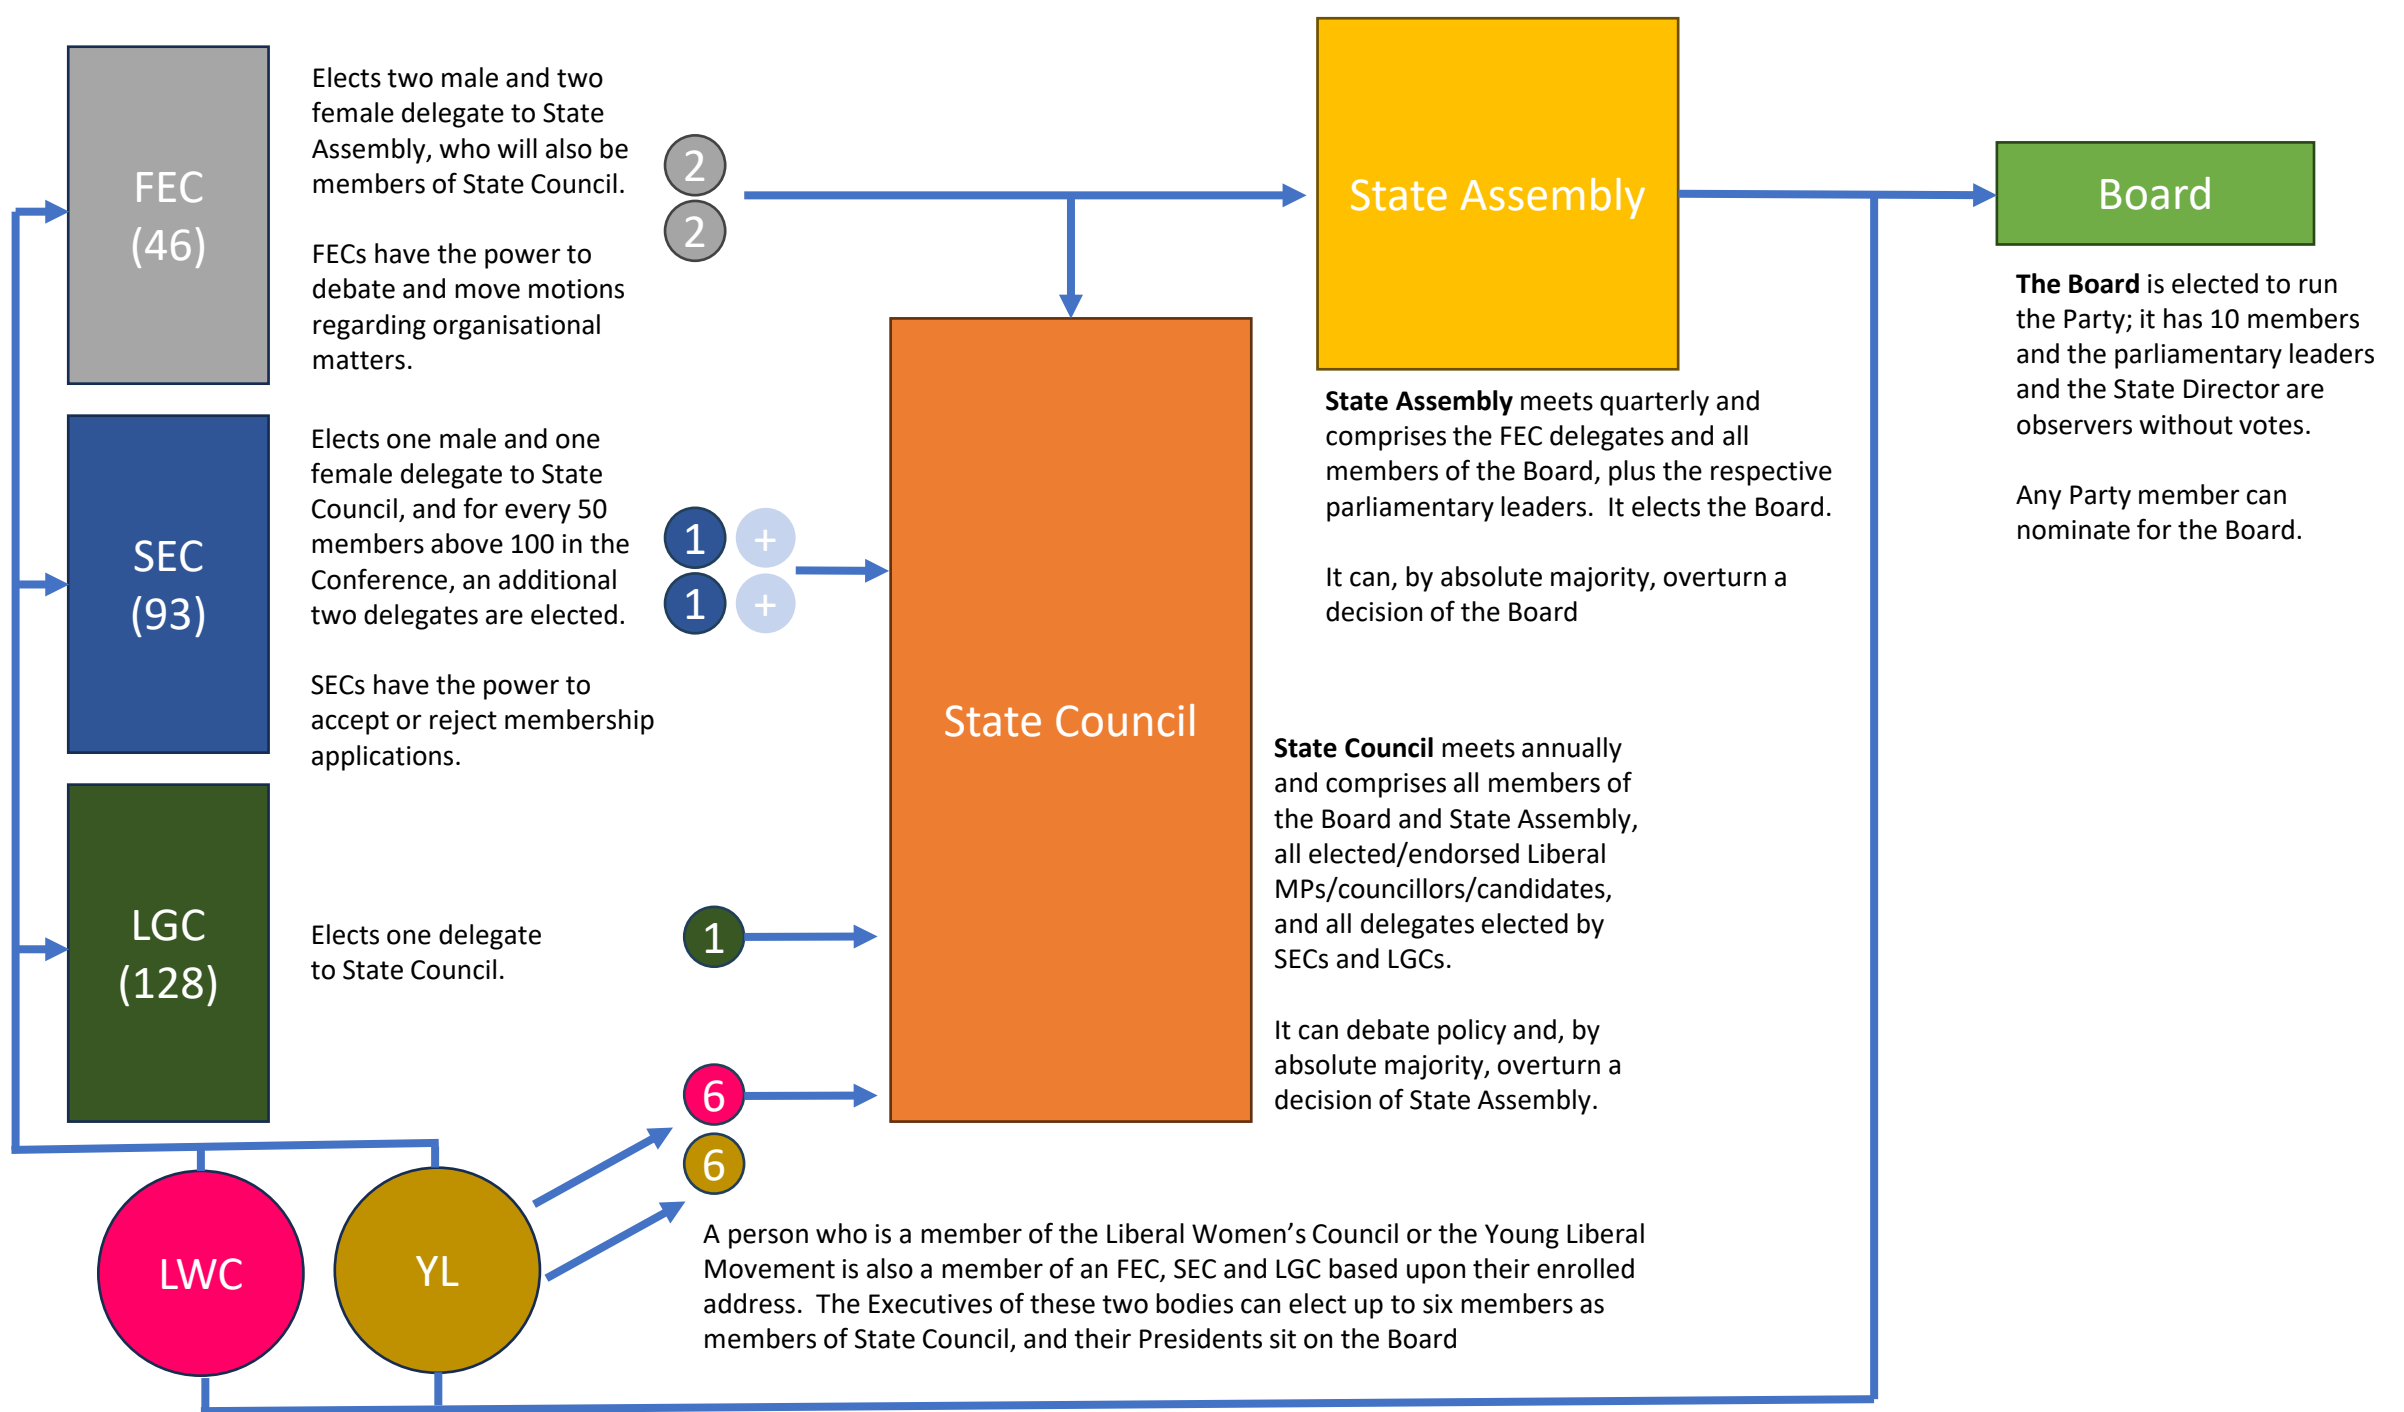 FEC
(46)
Elects two male and two
female delegate to State
Assembly, who will also be
members of State Council.
FECs have the power to
debate and move motions
regarding organisational
matters.
2
2
State Assembly
Board
The Board is elected to run
the Party; it has 10 members
and the parliamentary leaders
and the State Director are
observers without votes.
Any Party member can
nominate for the Board.
State Assembly meets quarterly and
comprises the FEC delegates and all
members of the Board, plus the respective
parliamentary leaders.  It elects the Board.
It can, by absolute majority, overturn a
decision of the Board
SEC
(93)
Elects one male and one
female delegate to State
Council, and for every 50
members above 100 in the
Conference, an additional
two delegates are elected.
SECs have the power to
accept or reject membership
applications.
1 +
1 +
State Council
State Council meets annually
and comprises all members of
the Board and State Assembly,
all elected/endorsed Liberal
MPs/councillors/candidates,
and all delegates elected by
SECs and LGCs.
It can debate policy and, by
absolute majority, overturn a
decision of State Assembly.
LGC
(128)
Elects one delegate
to State Council.
1
6
6
LWC
YL
A person who is a member of the Liberal Women’s Council or the Young Liberal
Movement is also a member of an FEC, SEC and LGC based upon their enrolled
address.  The Executives of these two bodies can elect up to six members as
members of State Council, and their Presidents sit on the Board